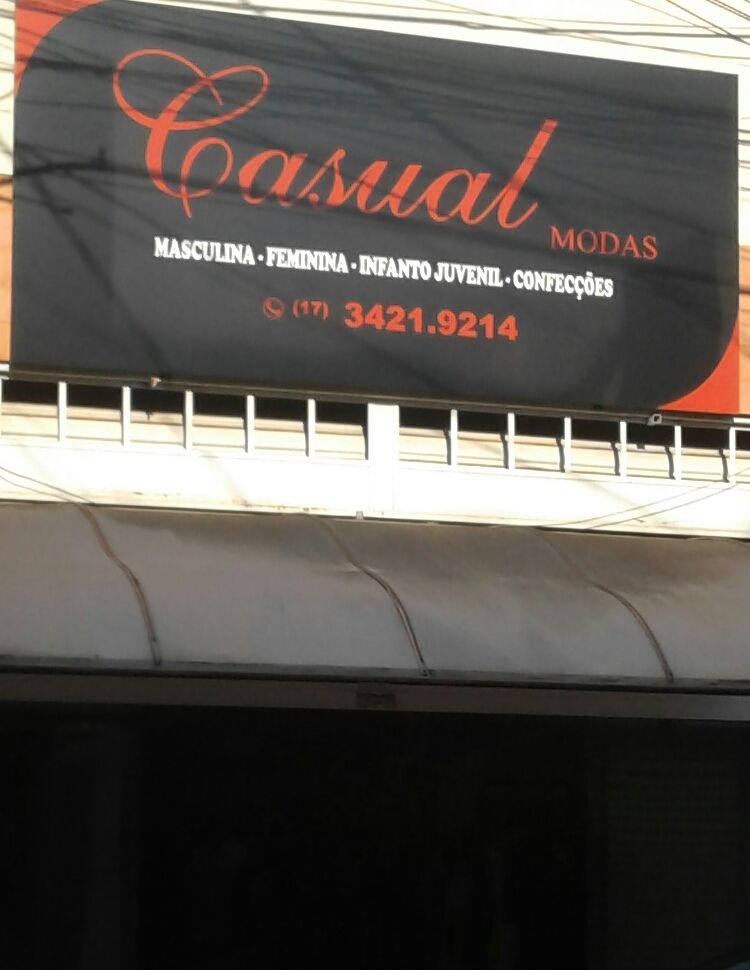 Casual
MODAS
MASCULINA · FEMININA · INFANTO JUVENIL · CONFECÇÕES
(17) 3421.9214